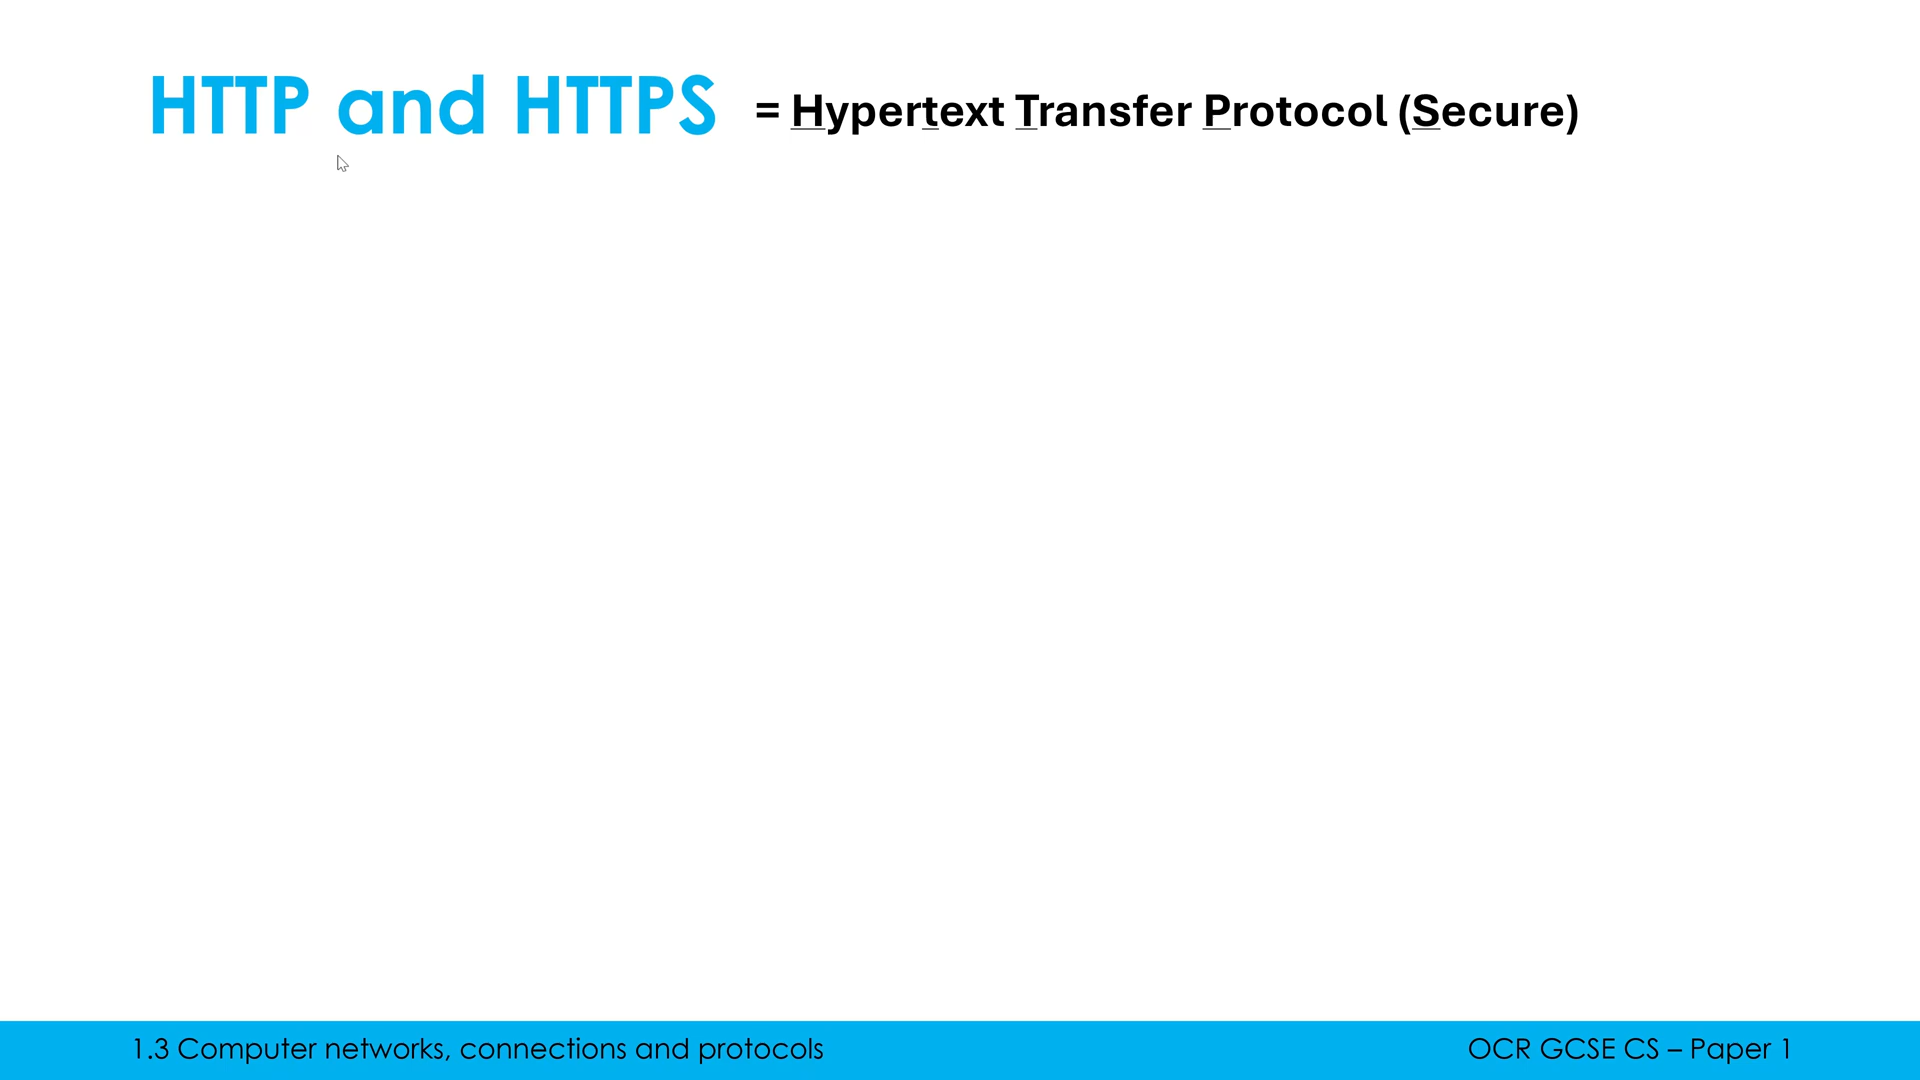 HTTP and HTTPS = Hypertext Transfer Protocol (Secure)
1.3 Computer networks, connections and protocols
OCR GCSE CS – Paper 1